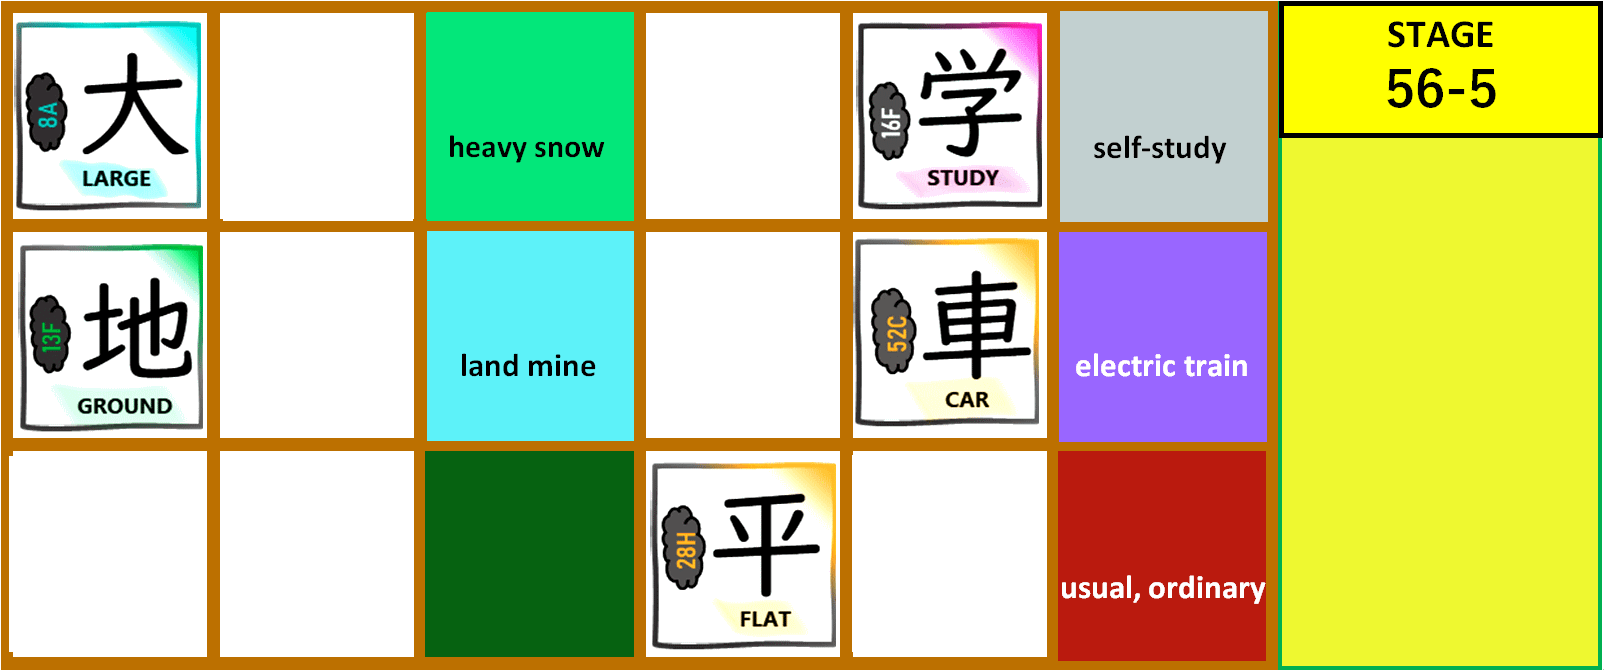 8A
大
LARGE
heavy snow
16F
学
STUDY
self-study
STAGE
56-5
13F
地
GROUND
land mine
52C
車
CAR
electric train
28H
平
FLAT
usual, ordinary